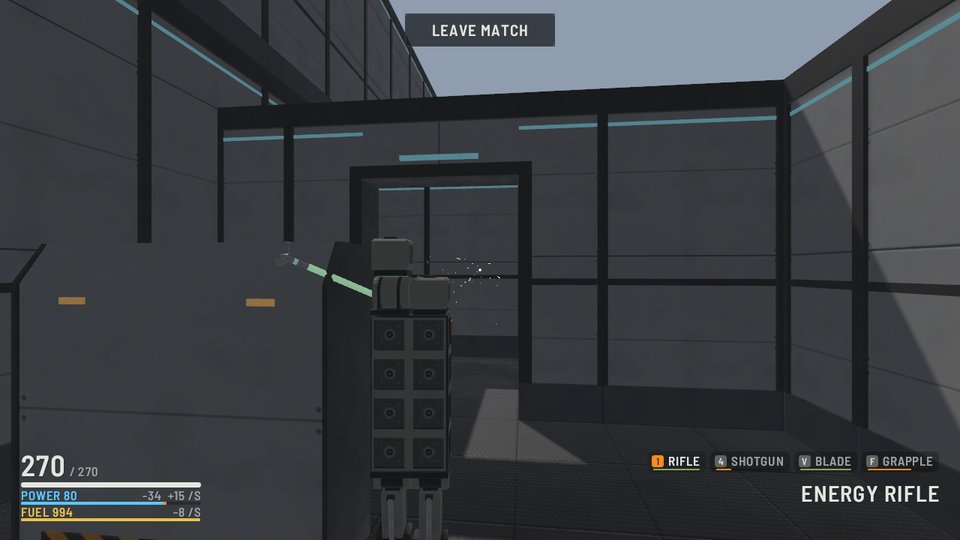 LEAVE MATCH
270 / 270
POWER 80 -34 +15 /S
FUEL 994 -8 /S
1 RIFLE 4 SHOTGUN V BLADE F GRAPPLE
ENERGY RIFLE